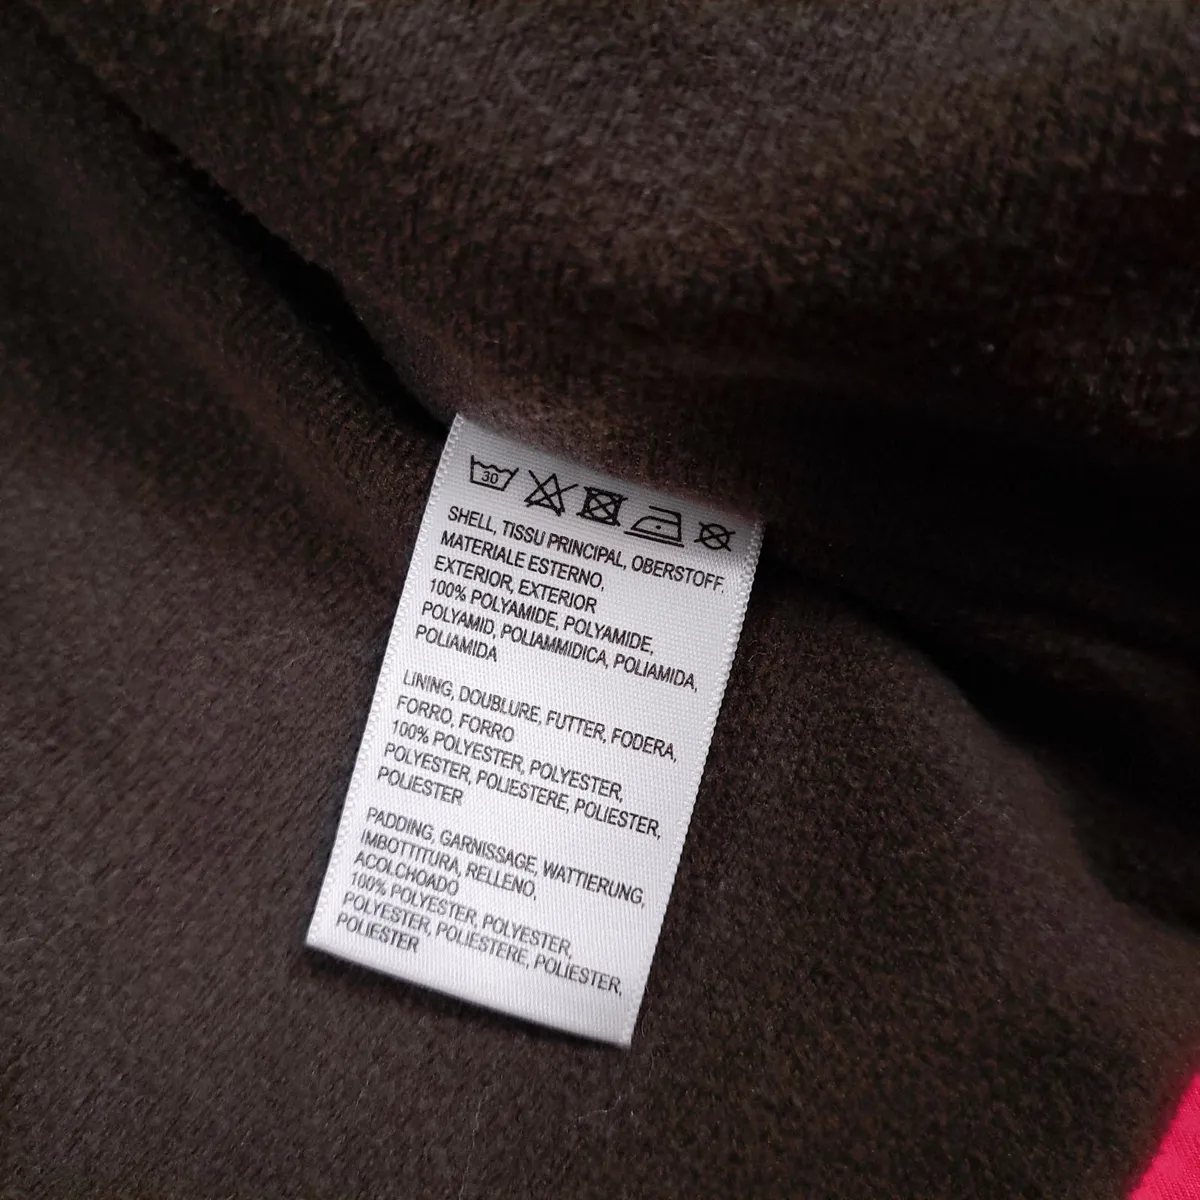 30
SHELL, TISSU PRINCIPAL, OBERSTOFF,
MATERIALE ESTERNO,
EXTERIOR, EXTERIOR
100% POLYAMIDE, POLYAMIDE,
POLYAMID, POLIAMMIDICA, POLIAMIDA,
POLIAMIDA
LINING, DOUBLURE, FUTTER, FODERA,
FORRO, FORRO
100% POLYESTER, POLYESTER,
POLYESTER, POLIESTERE, POLIESTER,
POLIESTER
PADDING, GARNISSAGE, WATTIERUNG,
IMBOTTITURA, RELLENO,
ACOLCHOADO
100% POLYESTER, POLYESTER,
POLYESTER, POLIESTERE, POLIESTER,
POLIESTER